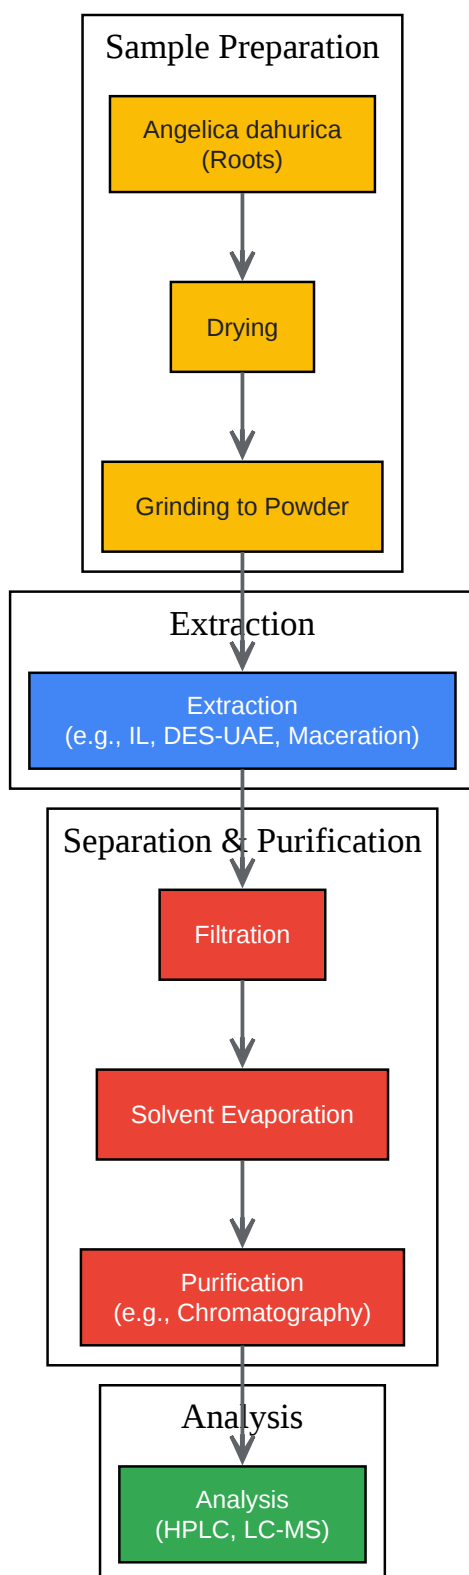 Sample Preparation
Angelica dahurica
(Roots)
Drying
Grinding to Powder
Extraction
Extraction
(e.g., IL, DES-UAE, Maceration)
Separation & Purification
Filtration
Solvent Evaporation
Purification
(e.g., Chromatography)
Analysis
Analysis
(HPLC, LC-MS)